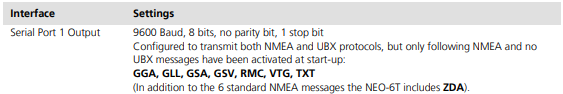 Interface Settings
Serial Port 1 Output 9600 Baud, 8 bits, no parity bit, 1 stop bit
Configured to transmit both NMEA and UBX protocols, but only following NMEA and no
UBX messages have been activated at start-up:
GGA, GLL, GSA, GSV, RMC, VTG, TXT
(In addition to the 6 standard NMEA messages the NEO-6T includes ZDA).